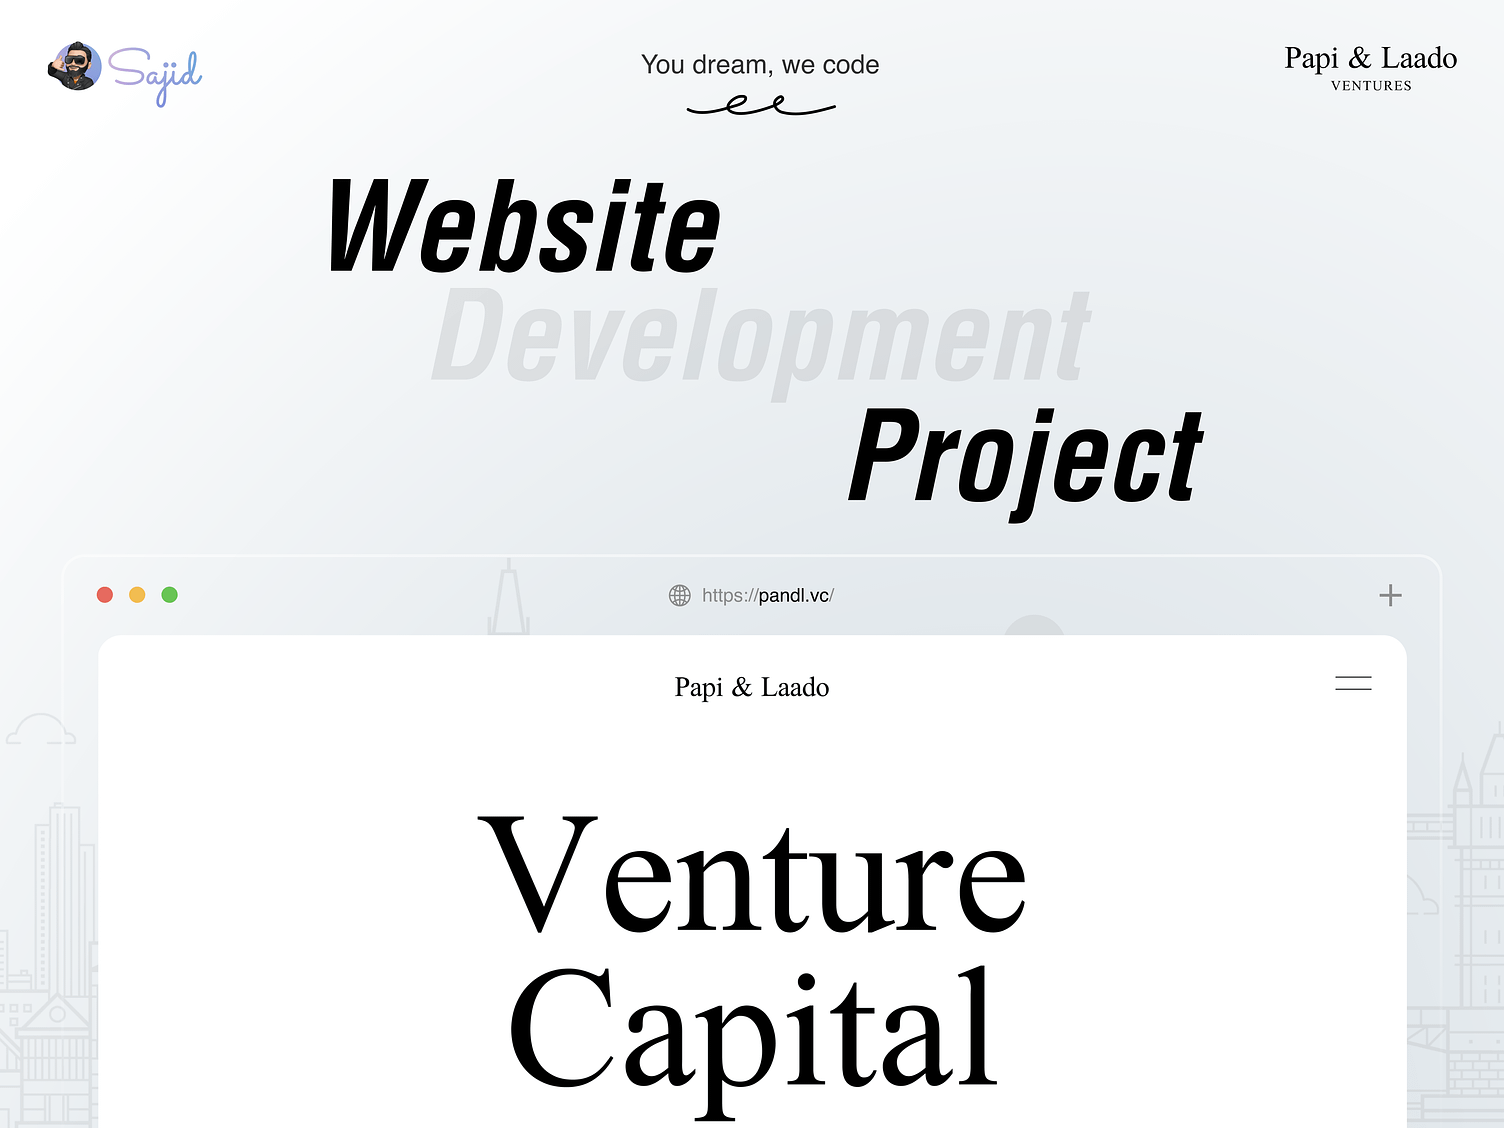 Sajid
You dream, we code
Papi & Laado
VENTURES
Website
Development
Project
https://pandl.vc/
Papi & Laado
Venture
Capital